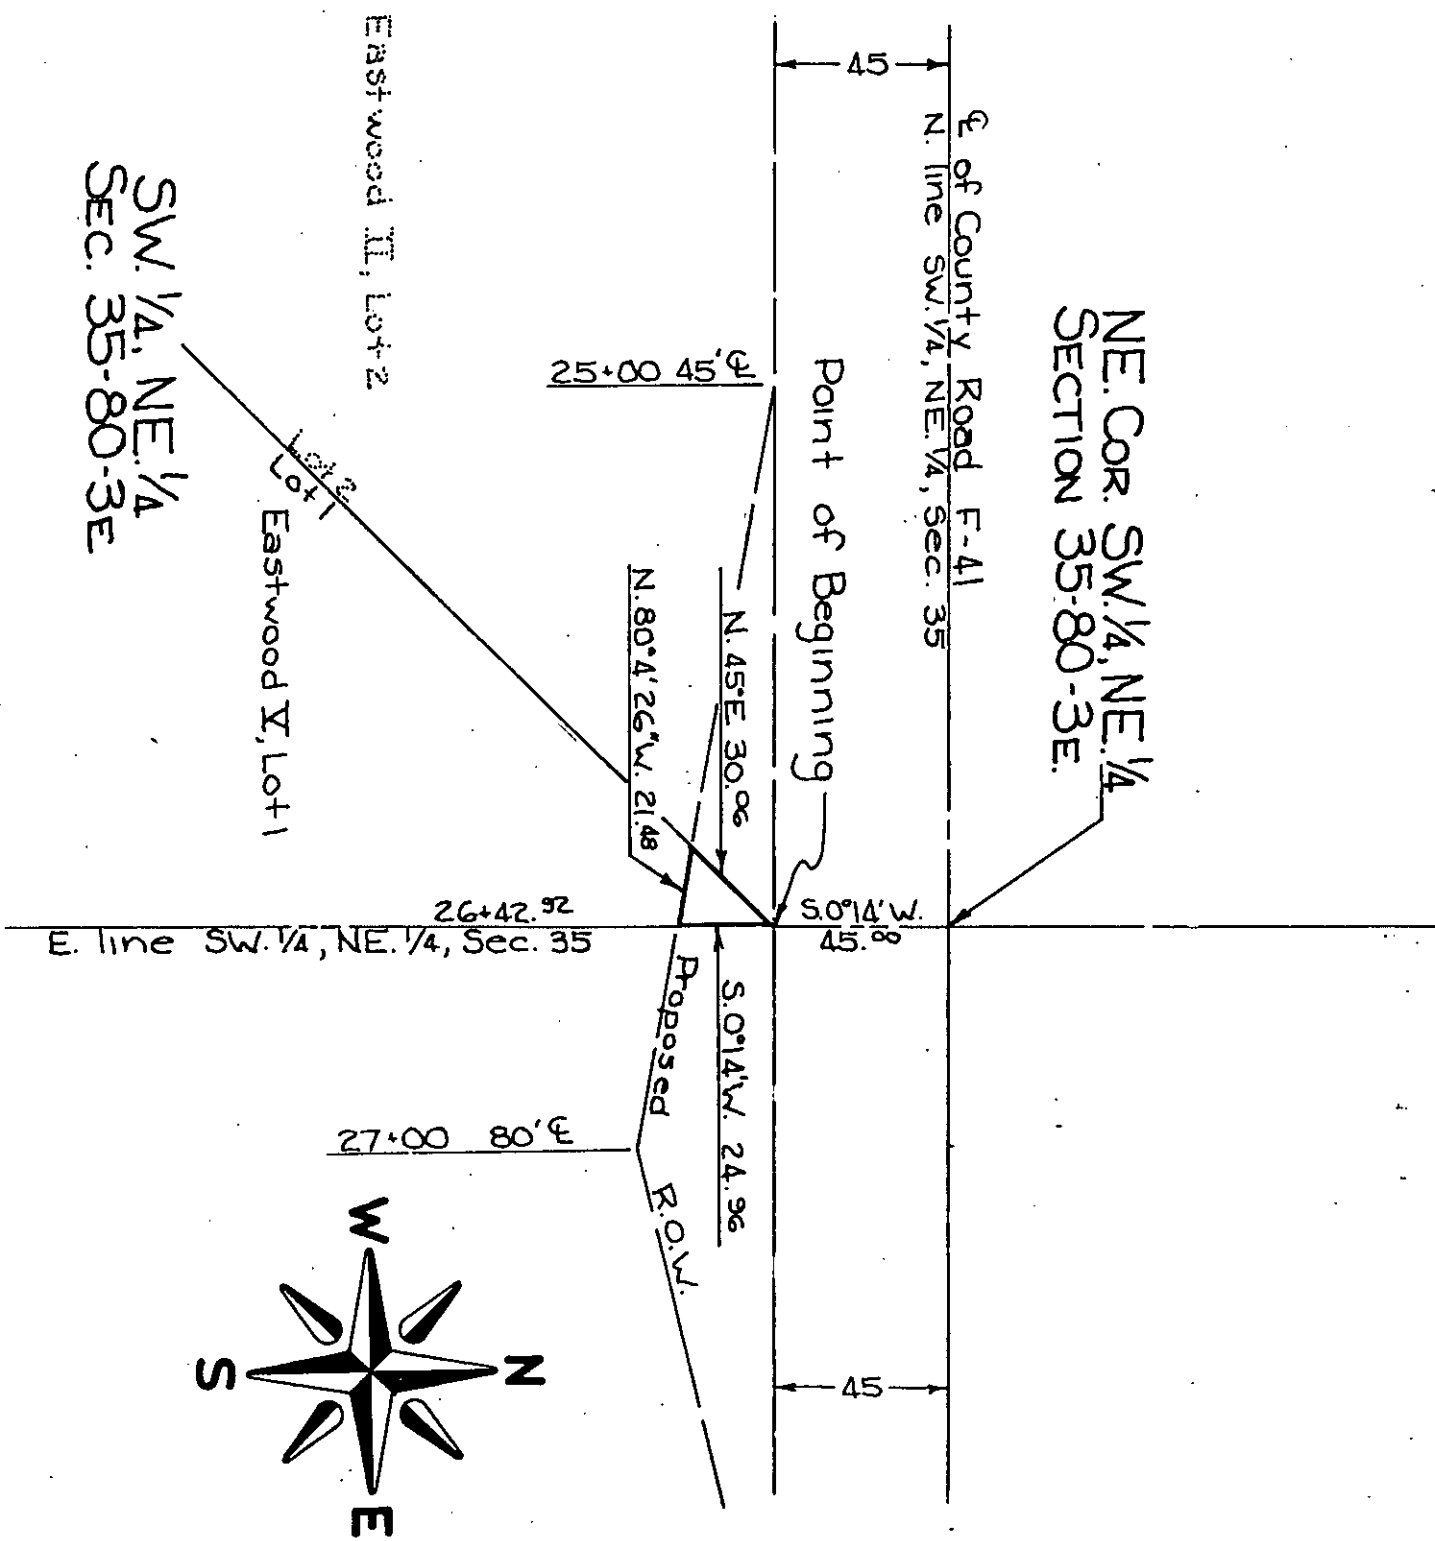 45
℄ of County Road F-41
N. line SW.¼, NE.¼, Sec. 35
NE. COR. SW.¼, NE.¼
SECTION 35-80-3E.
Eastwood II, Lot 2
SW. ¼, NE.¼
SEC. 35-80-3E
25+00 45'℄
Point of Beginning
Lot 2
Lot 1
Eastwood V, Lot 1
N. 45°E 30.06
N. 80°4'26"W. 21.48
26+42.92
E. line SW.¼, NE.¼, Sec. 35
S.0°14'W.
45.00
S.0°14'W. 24.96
Proposed R.O.W.
27+00 80'℄
45
W
N
S
E